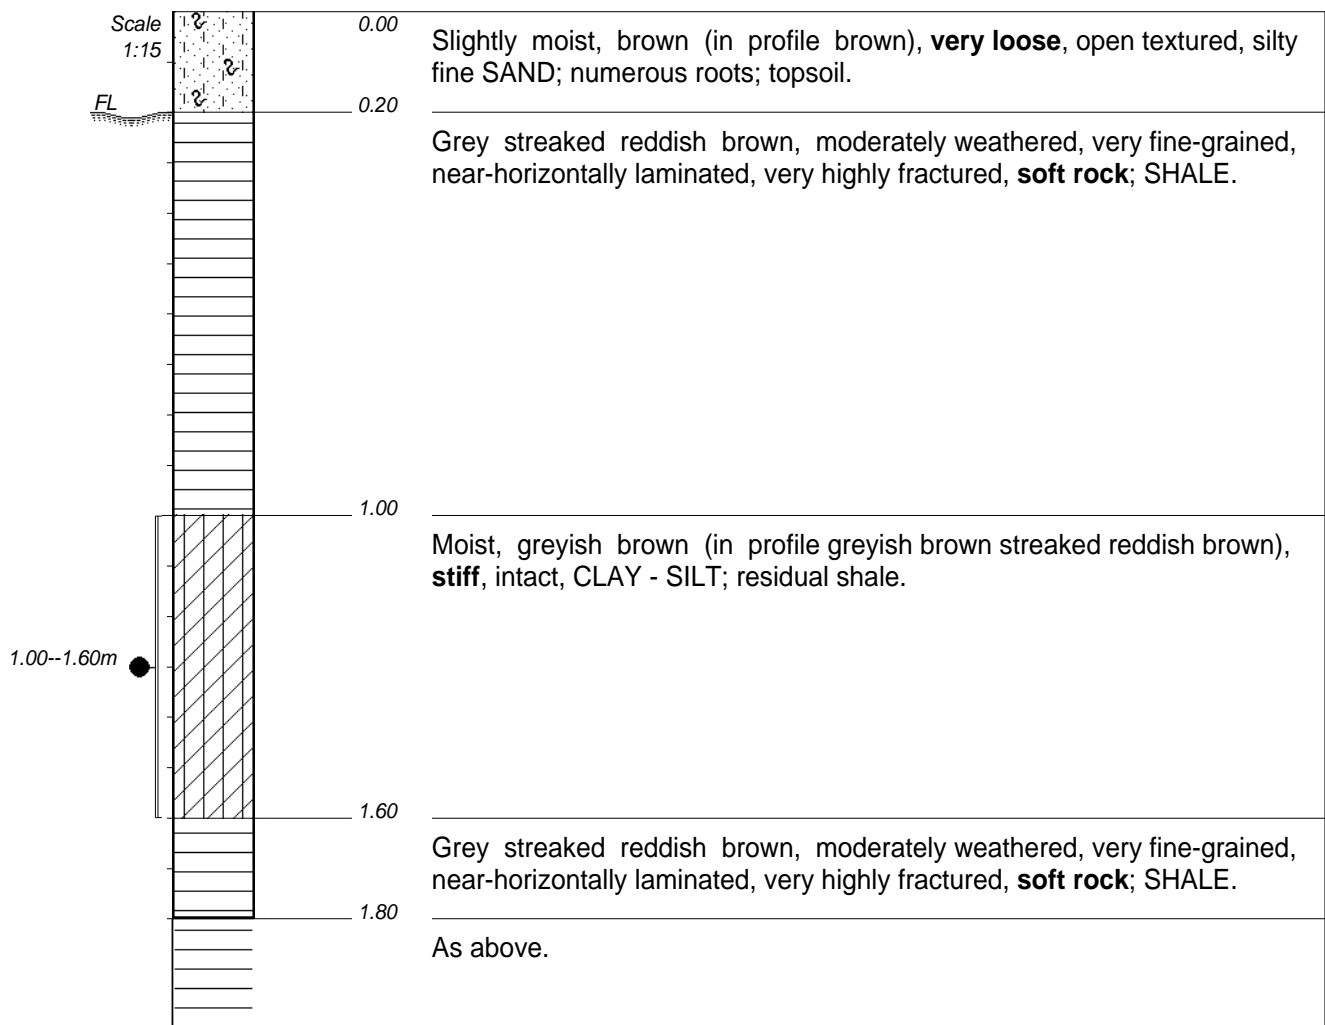 Scale
1:15
0.00
Slightly moist, brown (in profile brown), very loose, open textured, silty
fine SAND; numerous roots; topsoil.
FL
0.20
Grey streaked reddish brown, moderately weathered, very fine-grained,
near-horizontally laminated, very highly fractured, soft rock; SHALE.
1.00
Moist, greyish brown (in profile greyish brown streaked reddish brown),
stiff, intact, CLAY - SILT; residual shale.
1.00--1.60m
1.60
Grey streaked reddish brown, moderately weathered, very fine-grained,
near-horizontally laminated, very highly fractured, soft rock; SHALE.
1.80
As above.